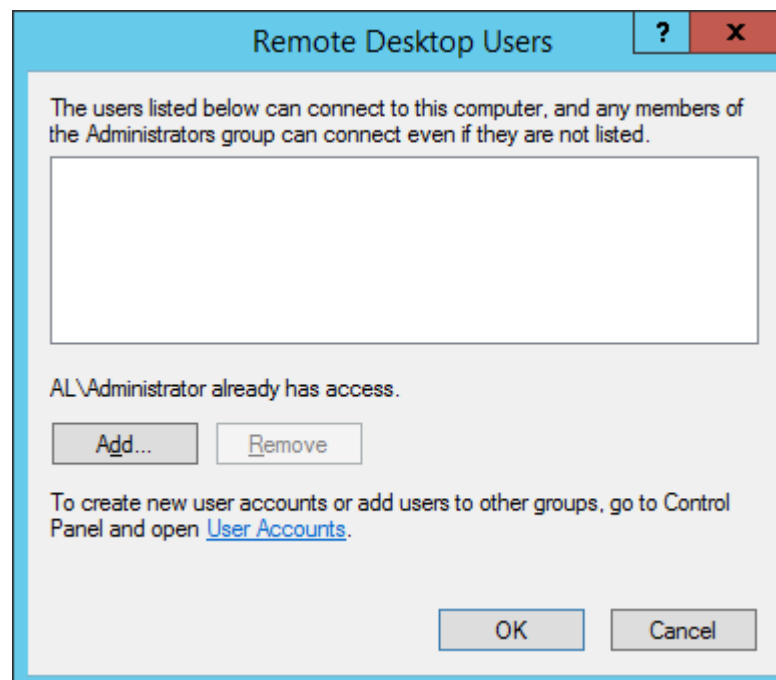 Remote Desktop Users
?
x
The users listed below can connect to this computer, and any members of
the Administrators group can connect even if they are not listed.
AL\Administrator already has access.
Add...
Remove
To create new user accounts or add users to other groups, go to Control
Panel and open User Accounts.
OK
Cancel